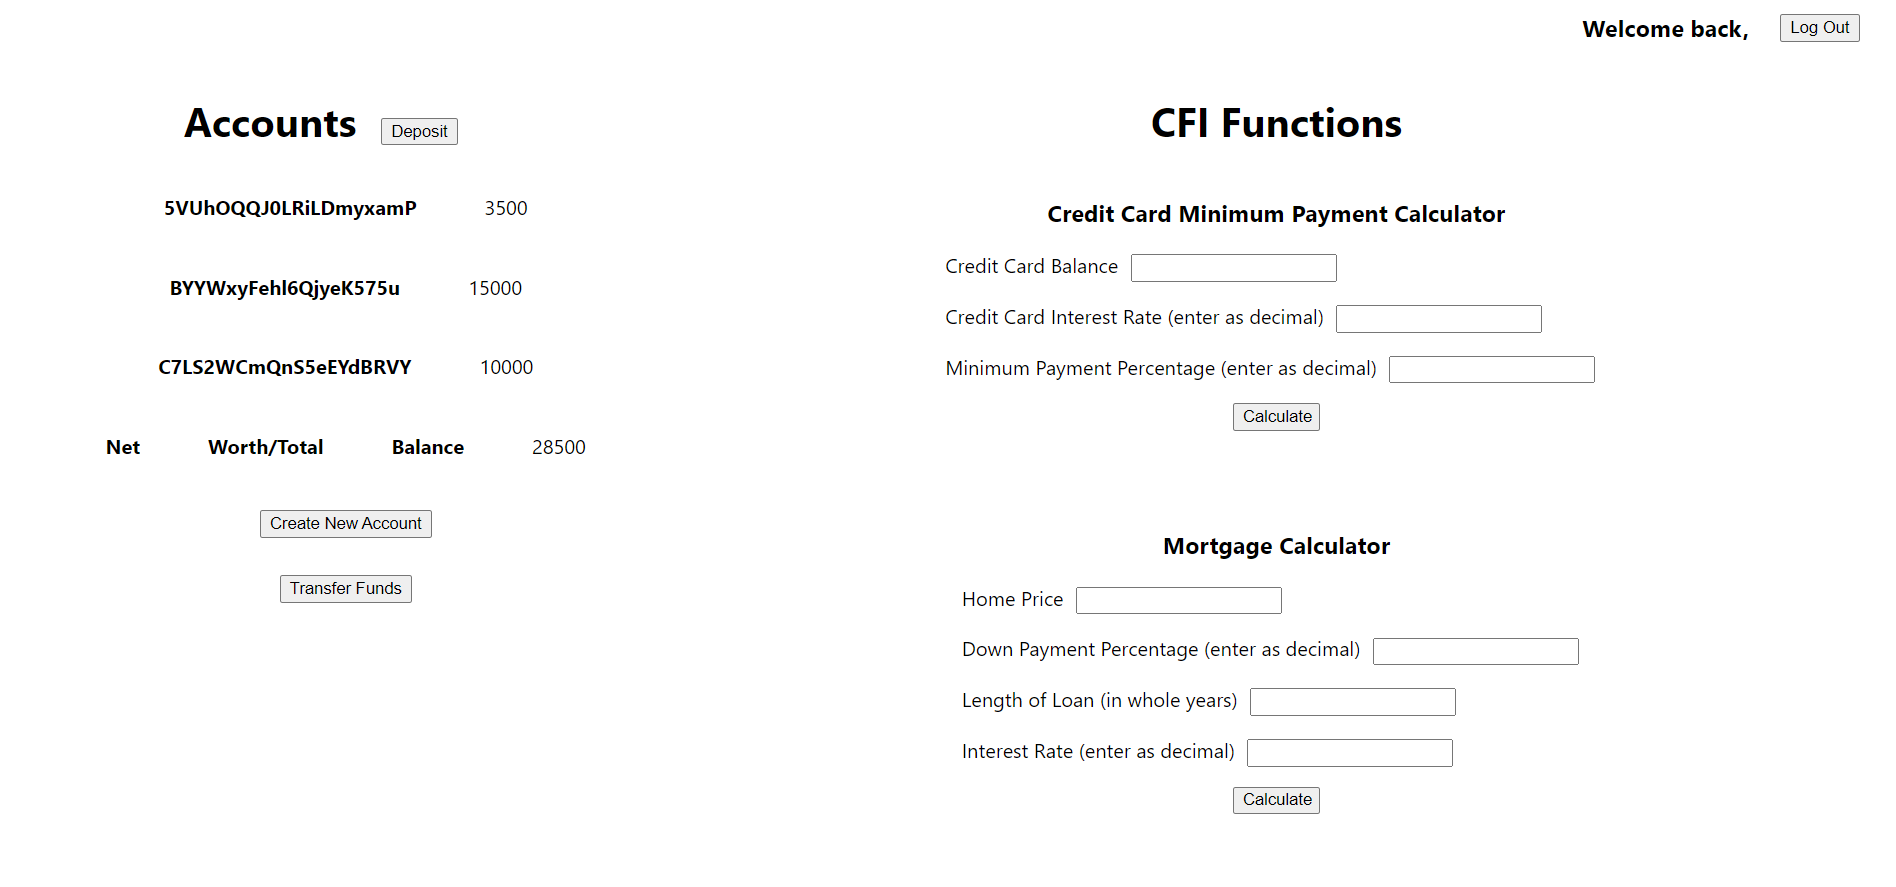 Welcome back, Log Out
Accounts Deposit
5VUhOQQJ0LRiLDmyxamP 3500
BYYWxyFehl6QjyeK575u 15000
C7LS2WCmQnS5eEYdBRVY 10000
Net Worth/Total Balance 28500
Create New Account
Transfer Funds
CFI Functions
Credit Card Minimum Payment Calculator
Credit Card Balance
Credit Card Interest Rate (enter as decimal)
Minimum Payment Percentage (enter as decimal)
Calculate
Mortgage Calculator
Home Price
Down Payment Percentage (enter as decimal)
Length of Loan (in whole years)
Interest Rate (enter as decimal)
Calculate